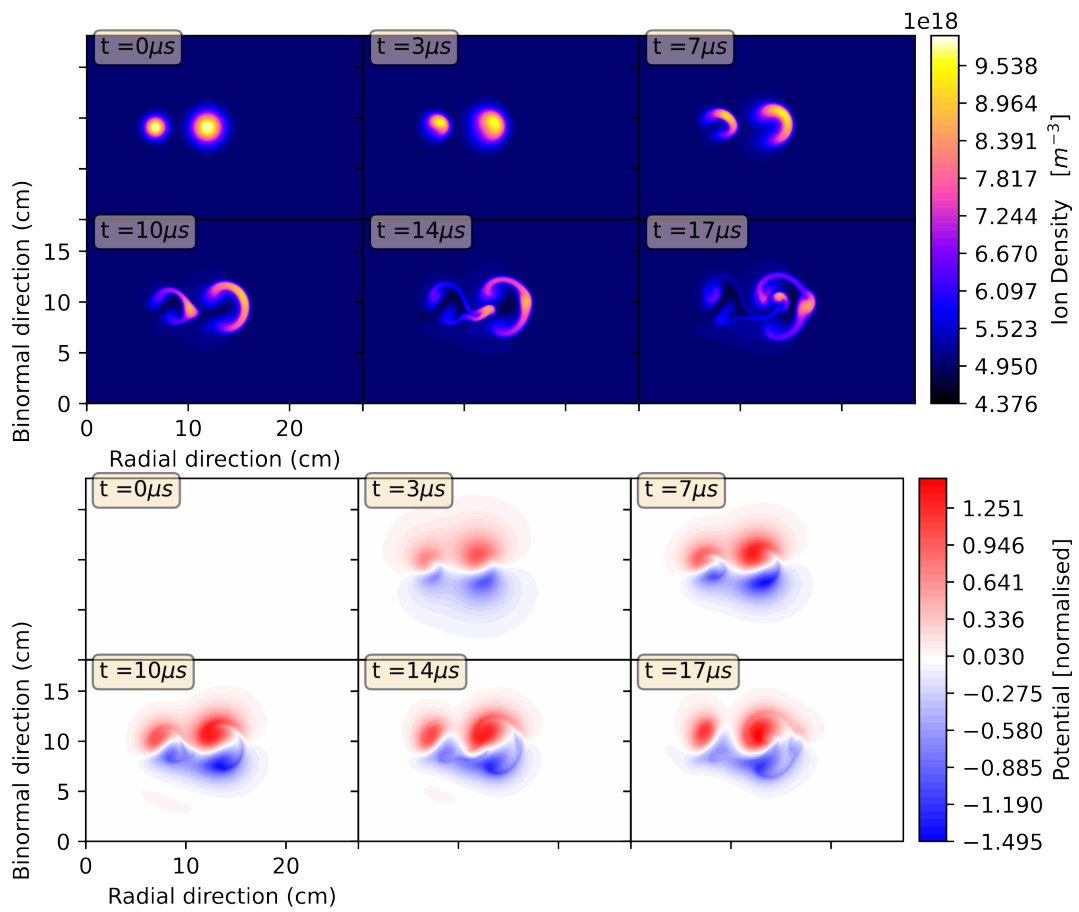 1e18
t =0μs
t =3μs
t =7μs
9.538
8.964
8.391
7.817
7.244
6.670
6.097
5.523
4.950
4.376
Ion Density [m⁻³]
t =10μs
t =14μs
t =17μs
15
10
5
0
Binormal direction (cm)
0 10 20
Radial direction (cm)
t =0μs
t =3μs
t =7μs
1.251
0.946
0.641
0.336
0.030
−0.275
−0.580
−0.885
−1.190
−1.495
Potential [normalised]
t =10μs
t =14μs
t =17μs
15
10
5
0
Binormal direction (cm)
0 10 20
Radial direction (cm)